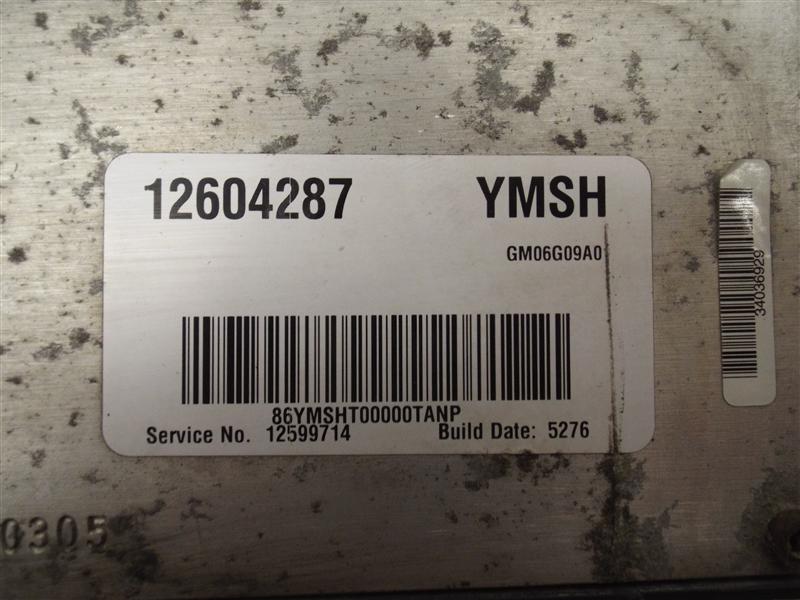 12604287 YMSH
GM06G09A0
86YMSHT00000TANP
Service No. 12599714 Build Date: 5276
34036929
0305